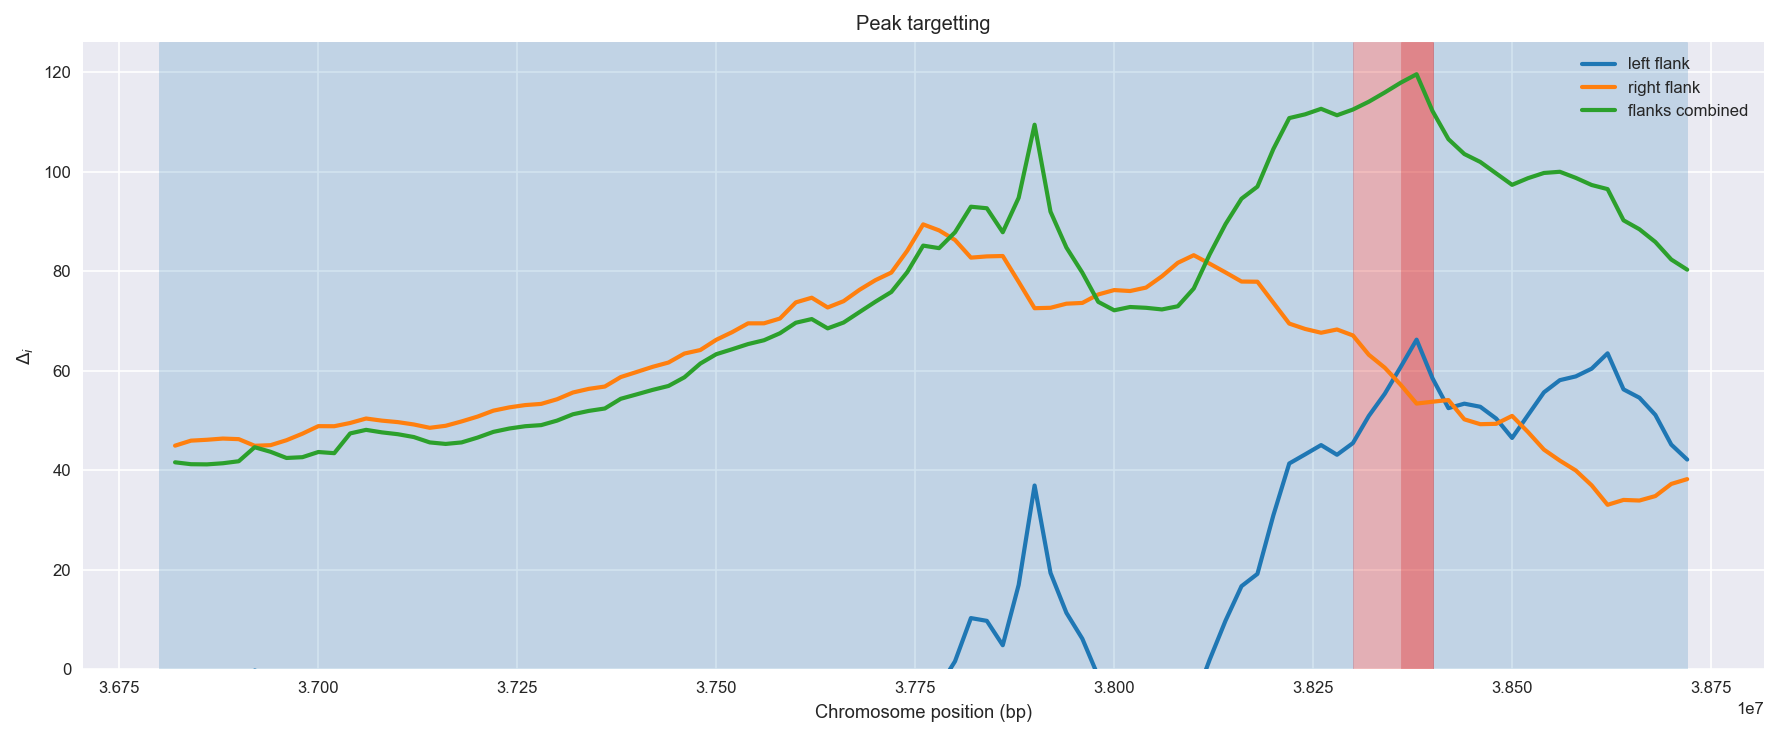 Peak targetting
left flank
right flank
flanks combined
120
100
80
60
40
20
0
Δi
3.675 3.700 3.725 3.750 3.775 3.800 3.825 3.850 3.875
1e7
Chromosome position (bp)